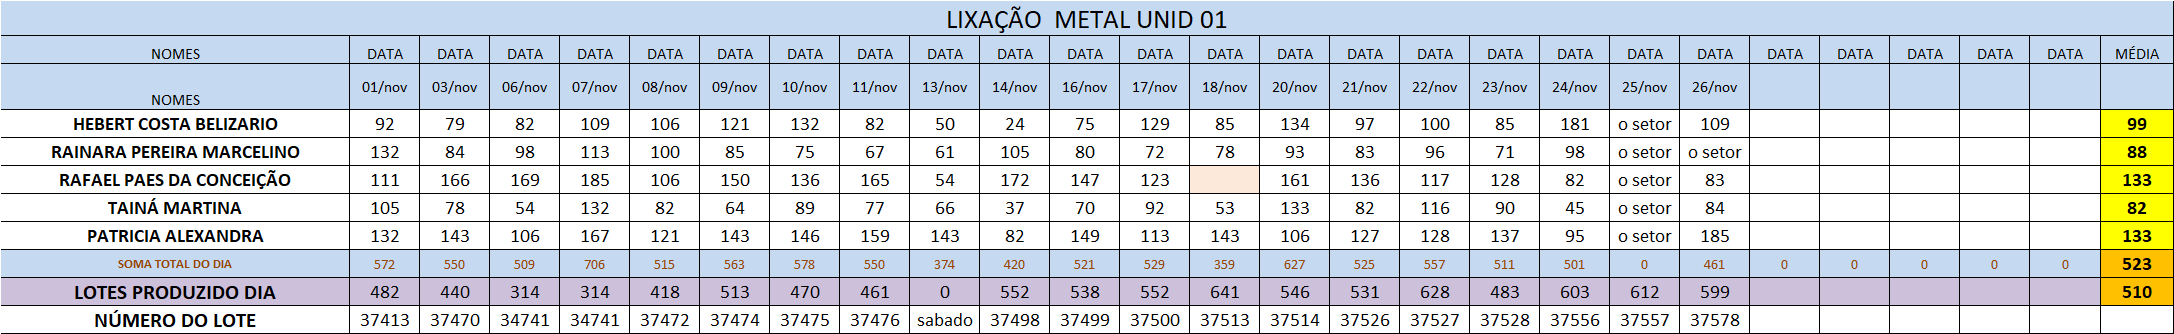 LIXAÇÃO METAL UNID 01
NOMES DATA DATA DATA DATA DATA DATA DATA DATA DATA DATA DATA DATA DATA DATA DATA DATA DATA DATA DATA DATA DATA DATA DATA DATA DATA MÉDIA
NOMES 01/nov 03/nov 06/nov 07/nov 08/nov 09/nov 10/nov 11/nov 13/nov 14/nov 16/nov 17/nov 18/nov 20/nov 21/nov 22/nov 23/nov 24/nov 25/nov 26/nov
HEBERT COSTA BELIZARIO 92 79 82 109 106 121 132 82 50 24 75 129 85 134 97 100 85 181 o setor 109 99
RAINARA PEREIRA MARCELINO 132 84 98 113 100 85 75 67 61 105 80 72 78 93 83 96 71 98 o setor o setor 88
RAFAEL PAES DA CONCEIÇÃO 111 166 169 185 106 150 136 165 54 172 147 123 161 136 117 128 82 o setor 83 133
TAINÁ MARTINA 105 78 54 132 82 64 89 77 66 37 70 92 53 133 82 116 90 45 o setor 84 82
PATRICIA ALEXANDRA 132 143 106 167 121 143 146 159 143 82 149 113 143 106 127 128 137 95 o setor 185 133
SOMA TOTAL DO DIA 572 550 509 706 515 563 578 550 374 420 521 529 359 627 525 557 511 501 0 461 0 0 0 0 0 523
LOTES PRODUZIDO DIA 482 440 314 314 418 513 470 461 0 552 538 552 641 546 531 628 483 603 612 599 510
NÚMERO DO LOTE 37413 37470 34741 34741 37472 37474 37475 37476 sabado 37498 37499 37500 37513 37514 37526 37527 37528 37556 37557 37578